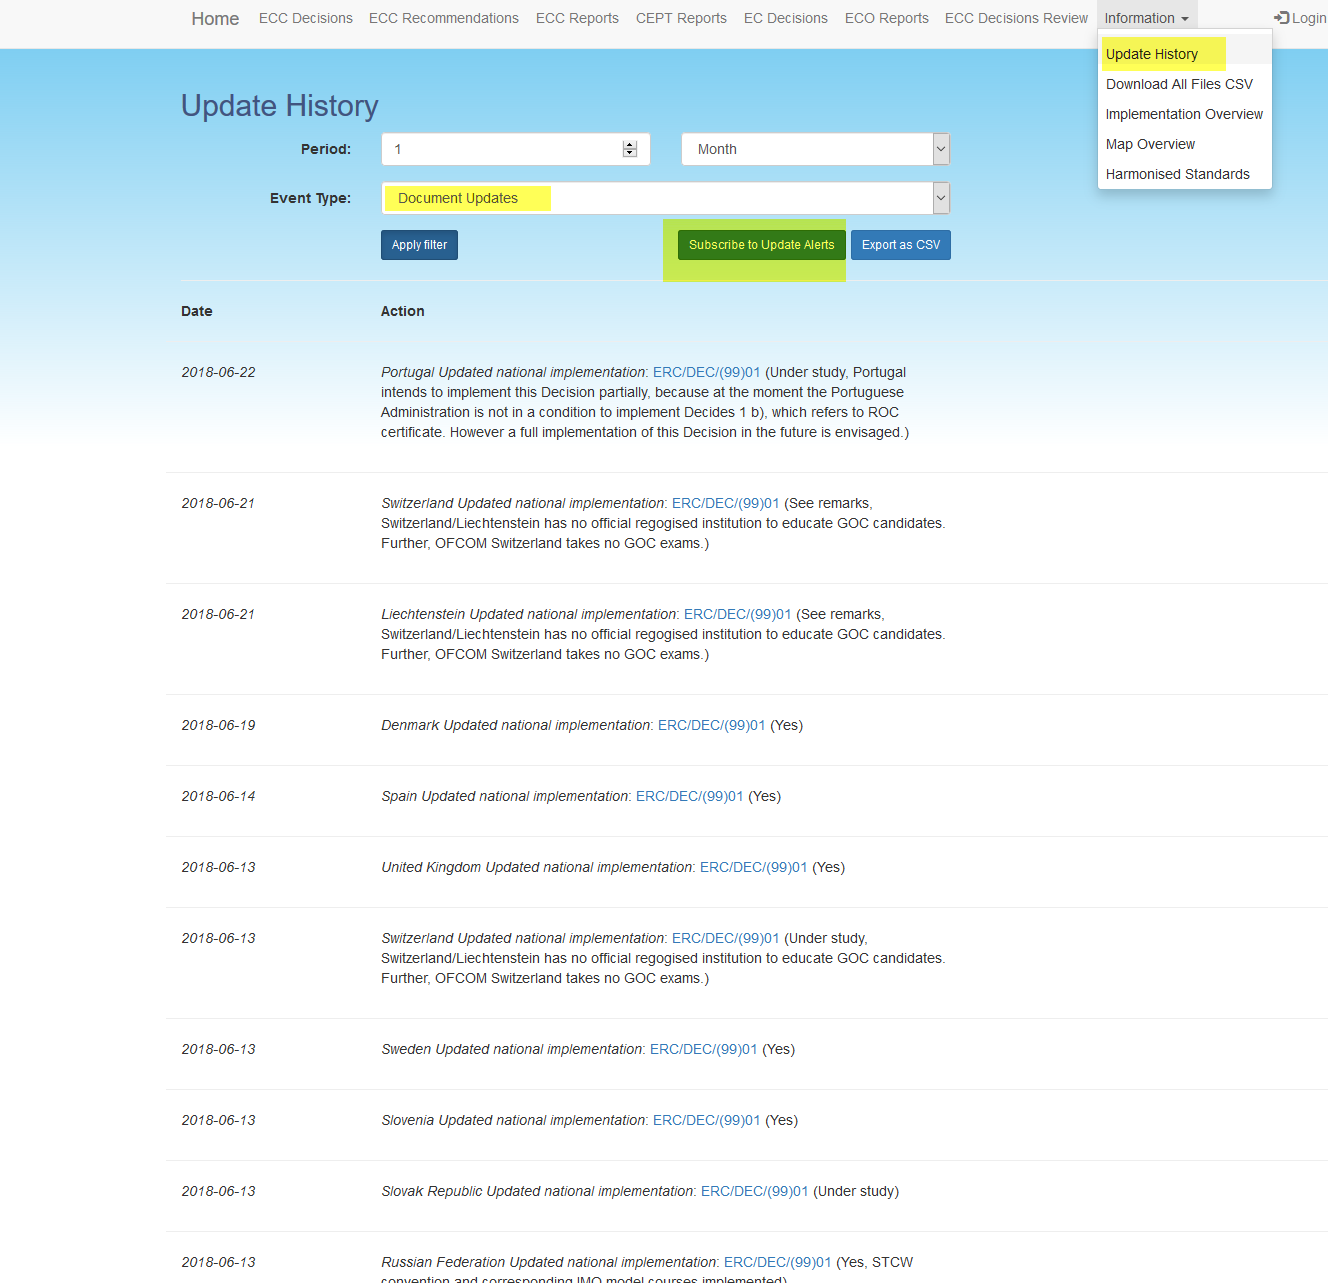 Home ECC Decisions ECC Recommendations ECC Reports CEPT Reports EC Decisions ECO Reports ECC Decisions Review Information Login
Update History
Download All Files CSV
Implementation Overview
Map Overview
Harmonised Standards
Update History
Period: 1 Month
Event Type: Document Updates
Apply filter Subscribe to Update Alerts Export as CSV
Date Action
2018-06-22 Portugal Updated national implementation: ERC/DEC/(99)01 (Under study, Portugal
intends to implement this Decision partially, because at the moment the Portuguese
Administration is not in a condition to implement Decides 1 b), which refers to ROC
certificate. However a full implementation of this Decision in the future is envisaged.)
2018-06-21 Switzerland Updated national implementation: ERC/DEC/(99)01 (See remarks,
Switzerland/Liechtenstein has no official regogised institution to educate GOC candidates.
Further, OFCOM Switzerland takes no GOC exams.)
2018-06-21 Liechtenstein Updated national implementation: ERC/DEC/(99)01 (See remarks,
Switzerland/Liechtenstein has no official regogised institution to educate GOC candidates.
Further, OFCOM Switzerland takes no GOC exams.)
2018-06-19 Denmark Updated national implementation: ERC/DEC/(99)01 (Yes)
2018-06-14 Spain Updated national implementation: ERC/DEC/(99)01 (Yes)
2018-06-13 United Kingdom Updated national implementation: ERC/DEC/(99)01 (Yes)
2018-06-13 Switzerland Updated national implementation: ERC/DEC/(99)01 (Under study,
Switzerland/Liechtenstein has no official regogised institution to educate GOC candidates.
Further, OFCOM Switzerland takes no GOC exams.)
2018-06-13 Sweden Updated national implementation: ERC/DEC/(99)01 (Yes)
2018-06-13 Slovenia Updated national implementation: ERC/DEC/(99)01 (Yes)
2018-06-13 Slovak Republic Updated national implementation: ERC/DEC/(99)01 (Under study)
2018-06-13 Russian Federation Updated national implementation: ERC/DEC/(99)01 (Yes, STCW
convention and corresponding IMO model courses implemented)